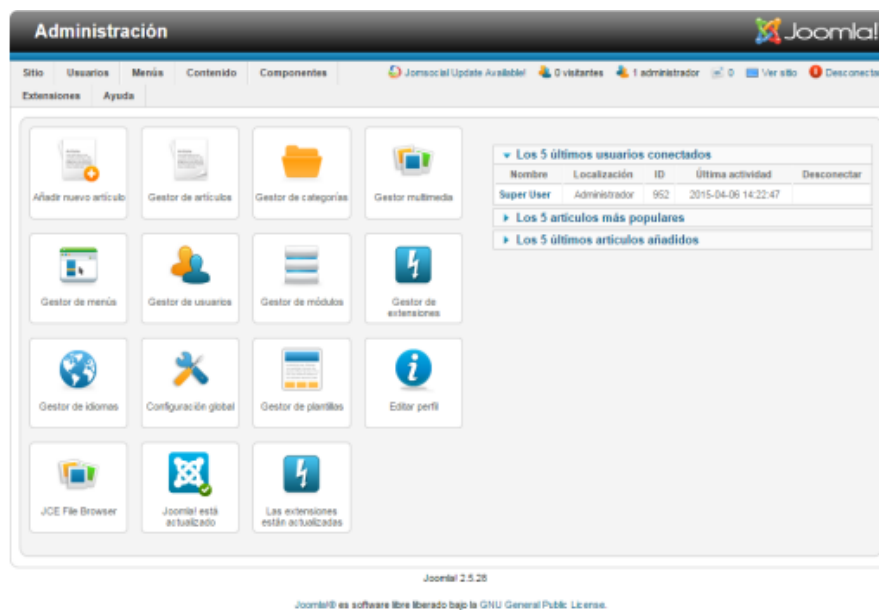 Administración
Joomla!
Sitio Usuarios Menús Contenido Componentes
Jomsocial Update Available! 0 visitantes 1 administrador 0 Ver sitio Desconecta
Extensiones Ayuda
Añadir nuevo artículo
Gestor de artículos
Gestor de categorías
Gestor multimedia
Gestor de menús
Gestor de usuarios
Gestor de módulos
Gestor de
extensiones
Gestor de idiomas
Configuración global
Gestor de plantillas
Editar perfil
JCE File Browser
Joomla! está
actualizado
Las extensiones
están actualizadas
Los 5 últimos usuarios conectados
Nombre Localización ID Última actividad Desconectar
Super User Administrador 952 2015-04-06 14:22:47
Los 5 artículos más populares
Los 5 últimos artículos añadidos
Joomla! 2.5.28
Joomla!® es software libre liberado bajo la GNU General Public License.